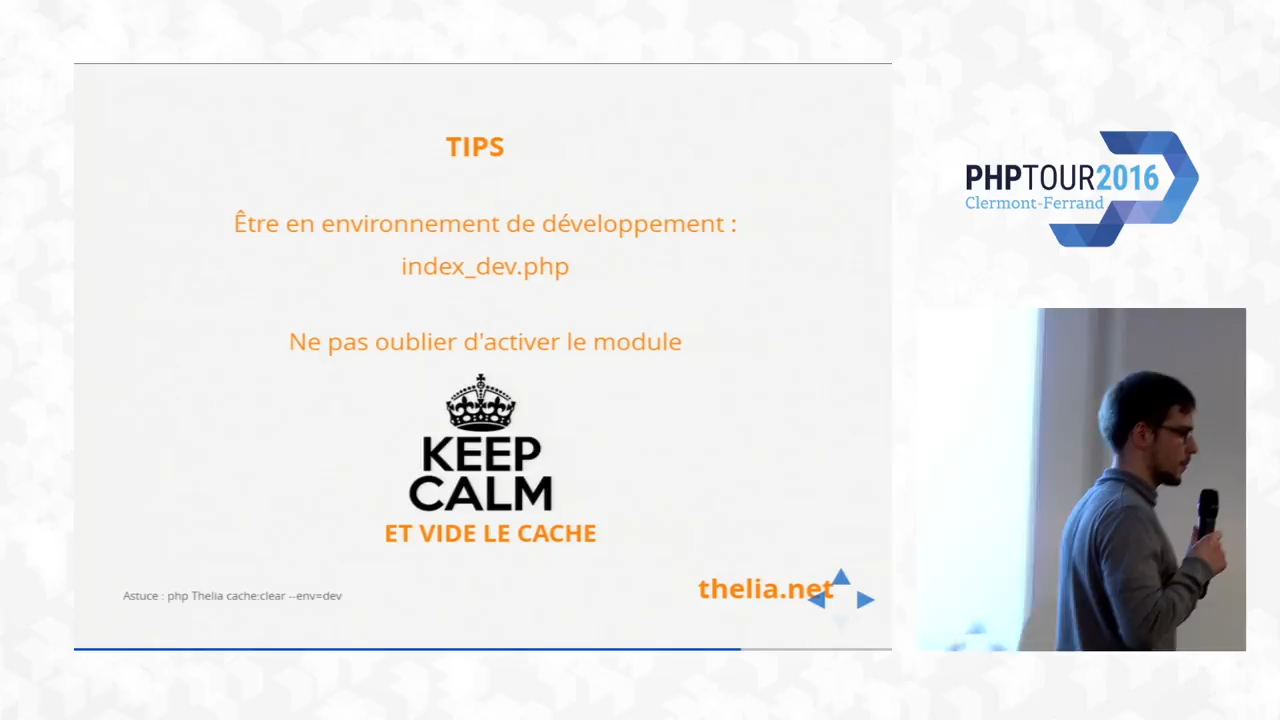 TIPS
Être en environnement de développement :
index_dev.php
Ne pas oublier d'activer le module
KEEP
CALM
ET VIDE LE CACHE
Astuce : php Thelia cache:clear --env=dev
thelia.net
PHPTOUR2016
Clermont-Ferrand